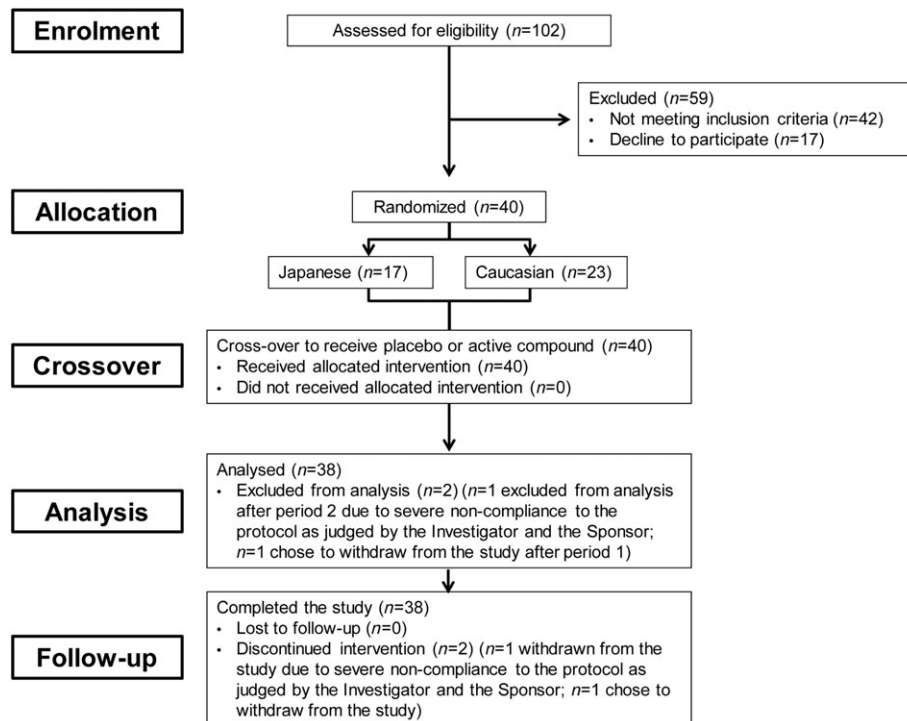 Enrolment
Assessed for eligibility (n=102)
Excluded (n=59)
• Not meeting inclusion criteria (n=42)
• Decline to participate (n=17)
Allocation
Randomized (n=40)
Japanese (n=17)
Caucasian (n=23)
Crossover
Cross-over to receive placebo or active compound (n=40)
• Received allocated intervention (n=40)
• Did not received allocated intervention (n=0)
Analysis
Analysed (n=38)
• Excluded from analysis (n=2) (n=1 excluded from analysis
after period 2 due to severe non-compliance to the
protocol as judged by the Investigator and the Sponsor;
n=1 chose to withdraw from the study after period 1)
Follow-up
Completed the study (n=38)
• Lost to follow-up (n=0)
• Discontinued intervention (n=2) (n=1 withdrawn from the
study due to severe non-compliance to the protocol as
judged by the Investigator and the Sponsor; n=1 chose to
withdraw from the study)